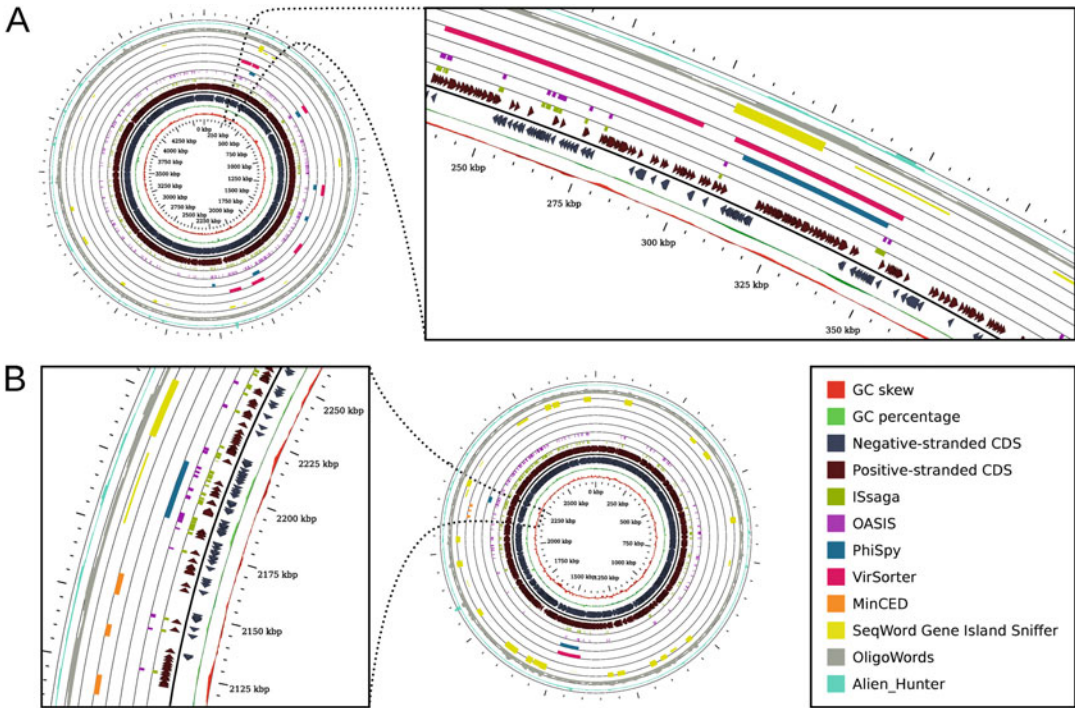 A
0 kbp
250 kbp
500 kbp
750 kbp
1000 kbp
1250 kbp
1500 kbp
1750 kbp
2000 kbp
2250 kbp
2500 kbp
2750 kbp
3000 kbp
3250 kbp
3500 kbp
3750 kbp
4000 kbp
4250 kbp
250 kbp
275 kbp
300 kbp
325 kbp
350 kbp
B
2250 kbp
2225 kbp
2200 kbp
2175 kbp
2150 kbp
2125 kbp
0 kbp
250 kbp
500 kbp
750 kbp
1000 kbp
1250 kbp
1500 kbp
1750 kbp
2000 kbp
2250 kbp
2500 kbp
GC skew
GC percentage
Negative-stranded CDS
Positive-stranded CDS
ISsaga
OASIS
PhiSpy
VirSorter
MinCED
SeqWord Gene Island Sniffer
OligoWords
Alien_Hunter